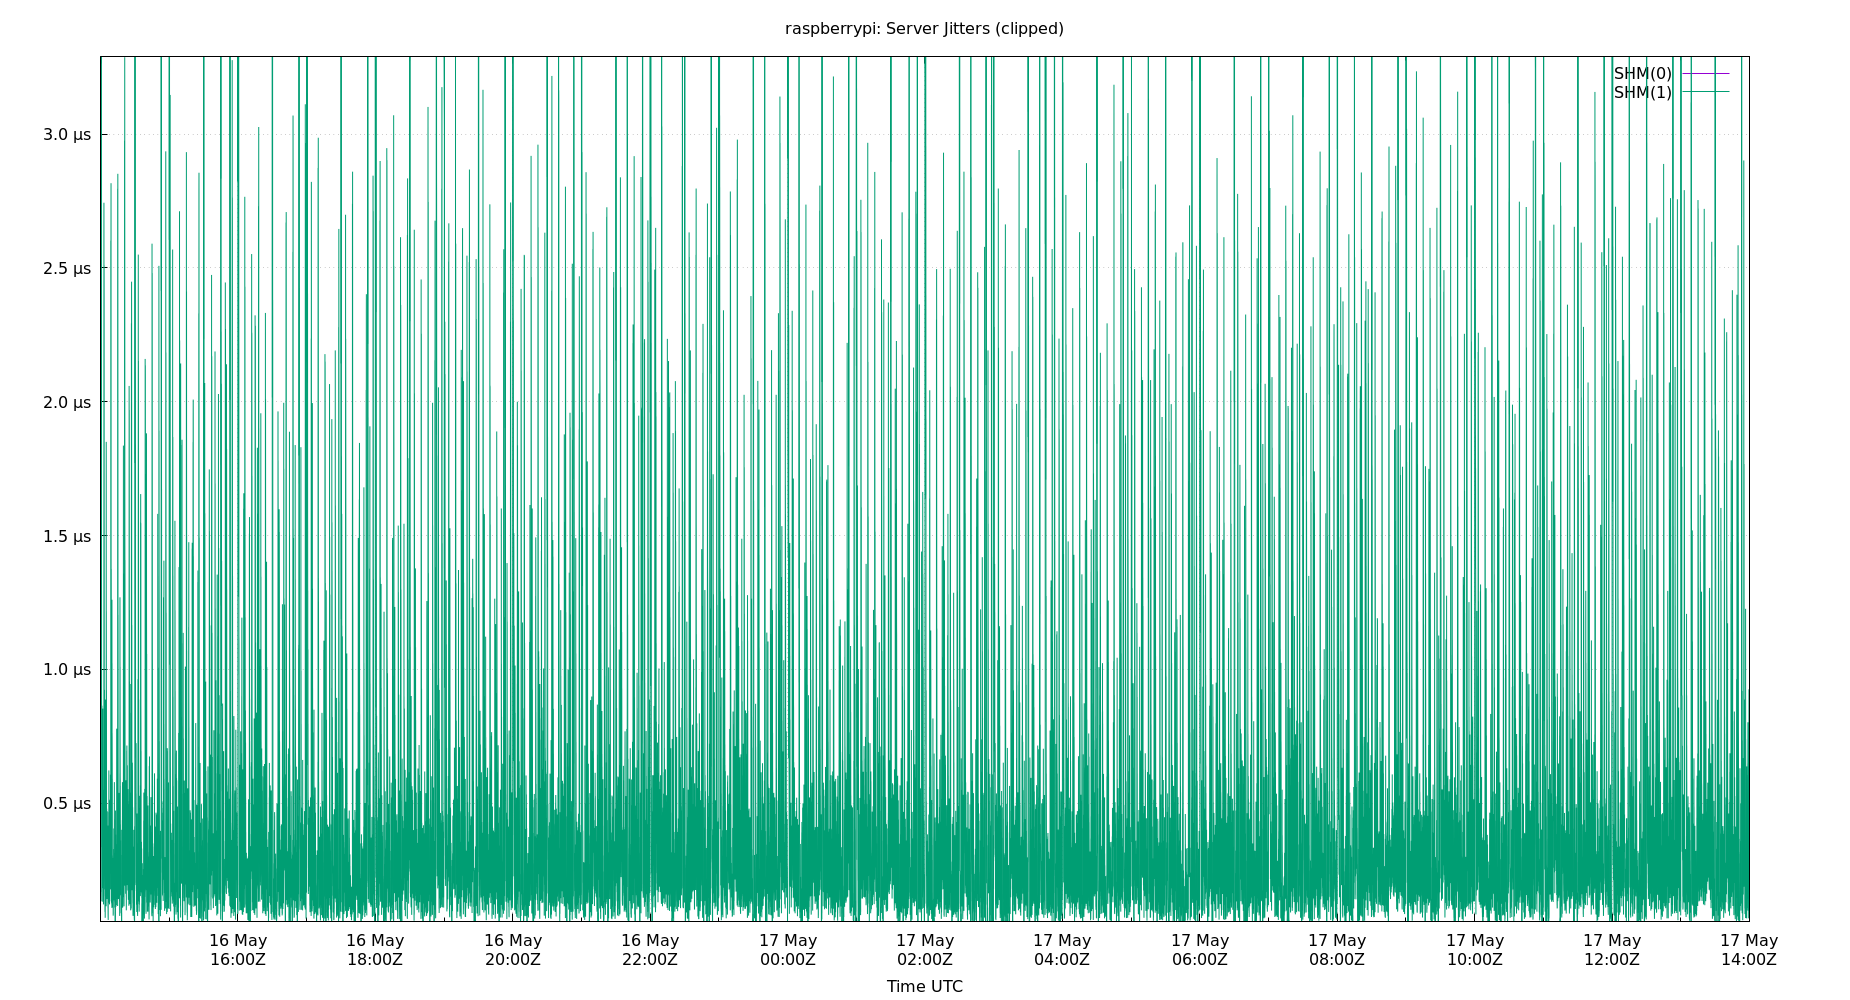 raspberrypi: Server Jitters (clipped)
SHM(0)
SHM(1)
3.0 µs
2.5 µs
2.0 µs
1.5 µs
1.0 µs
0.5 µs
16 May 16 May 16 May 16 May 17 May 17 May 17 May 17 May 17 May 17 May 17 May 17 May
16:00Z 18:00Z 20:00Z 22:00Z 00:00Z 02:00Z 04:00Z 06:00Z 08:00Z 10:00Z 12:00Z 14:00Z
Time UTC